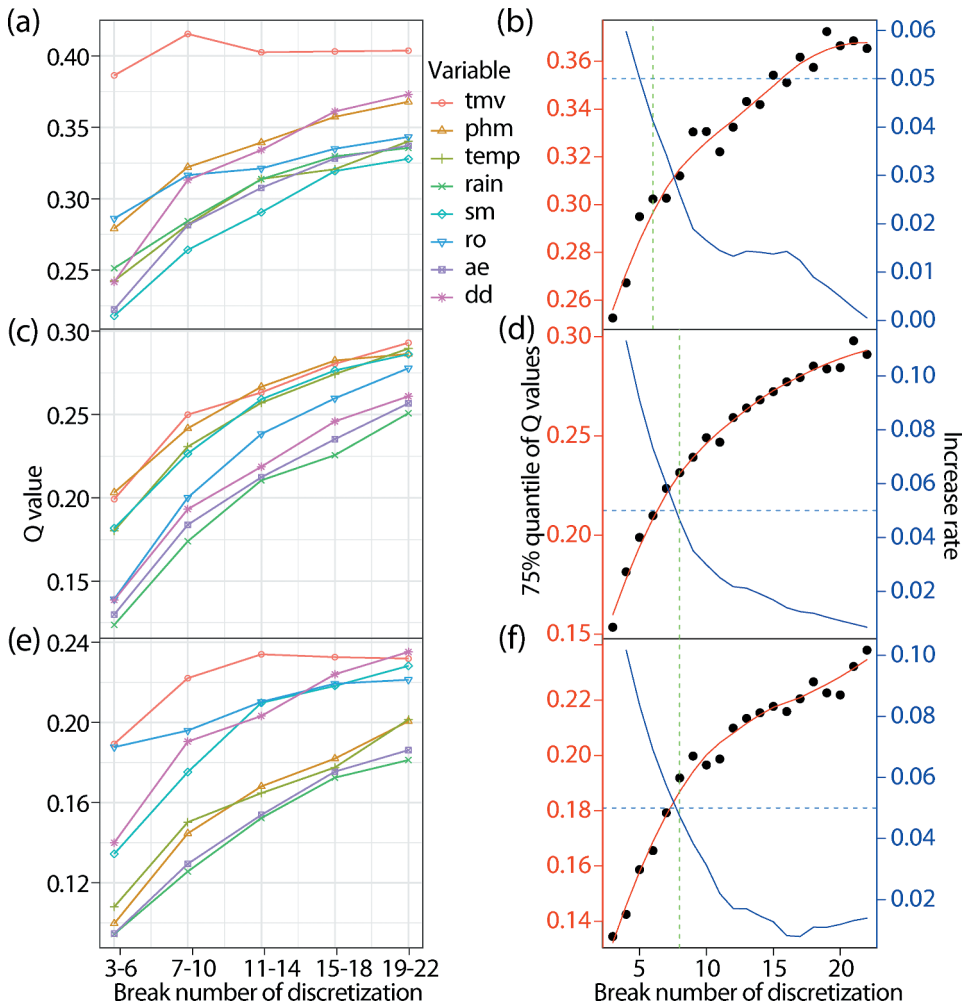 (a)
0.40
0.35
0.30
0.25
Variable
tmv
phm
temp
rain
sm
ro
ae
dd
(b)
0.36
0.34
0.32
0.30
0.28
0.26
0.06
0.05
0.04
0.03
0.02
0.01
0.00
(c)
0.30
0.25
0.20
0.15
Q value
(d)
0.30
0.25
0.20
0.15
75% quantile of Q values
0.10
0.08
0.06
0.04
0.02
Increase rate
(e)
0.24
0.20
0.16
0.12
3-6
7-10
11-14
15-18
19-22
Break number of discretization
(f)
0.22
0.20
0.18
0.16
0.14
0.10
0.08
0.06
0.04
0.02
5
10
15
20
Break number of discretization